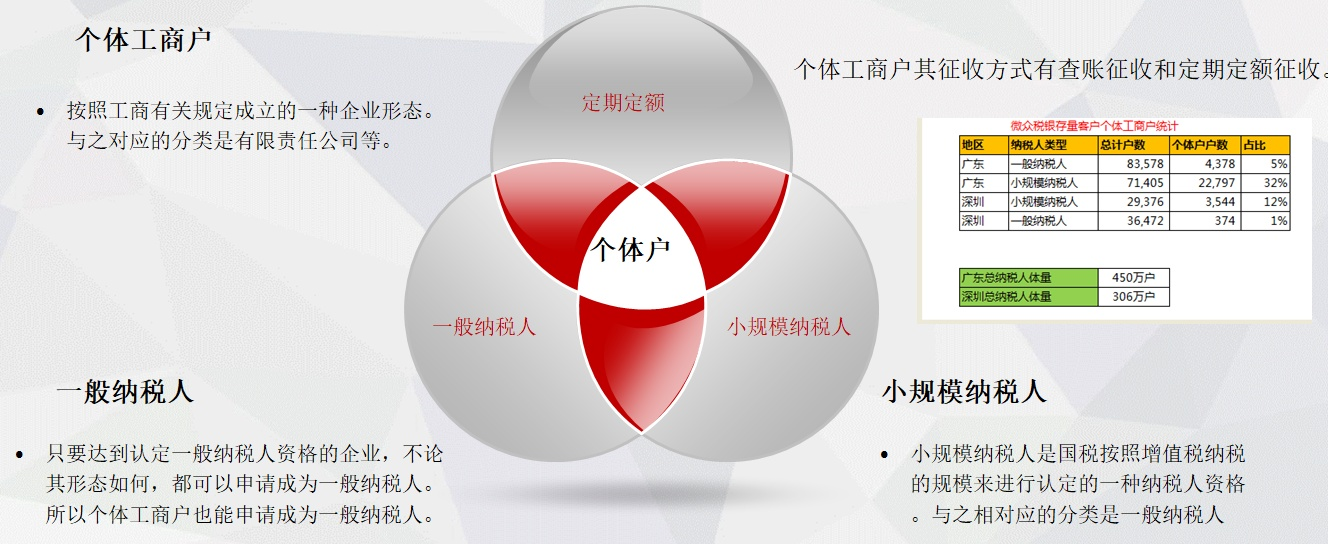 个体工商户
• 按照工商有关规定成立的一种企业形态。
与之对应的分类是有限责任公司等。
定期定额
一般纳税人
小规模纳税人
个体户
个体工商户其征收方式有查账征收和定期定额征收。
微众税银存量客户个体工商户统计
地区 纳税人类型 总计户数 个体户户数 占比
广东 一般纳税人 83,578 4,378 5%
广东 小规模纳税人 71,405 22,797 32%
深圳 小规模纳税人 29,376 3,544 12%
深圳 一般纳税人 36,472 374 1%
广东总纳税人体量 450万户
深圳总纳税人体量 306万户
一般纳税人
• 只要达到认定一般纳税人资格的企业，不论
其形态如何，都可以申请成为一般纳税人。
所以个体工商户也能申请成为一般纳税人。
小规模纳税人
• 小规模纳税人是国税按照增值税纳税
的规模来进行认定的一种纳税人资格
。与之相对应的分类是一般纳税人